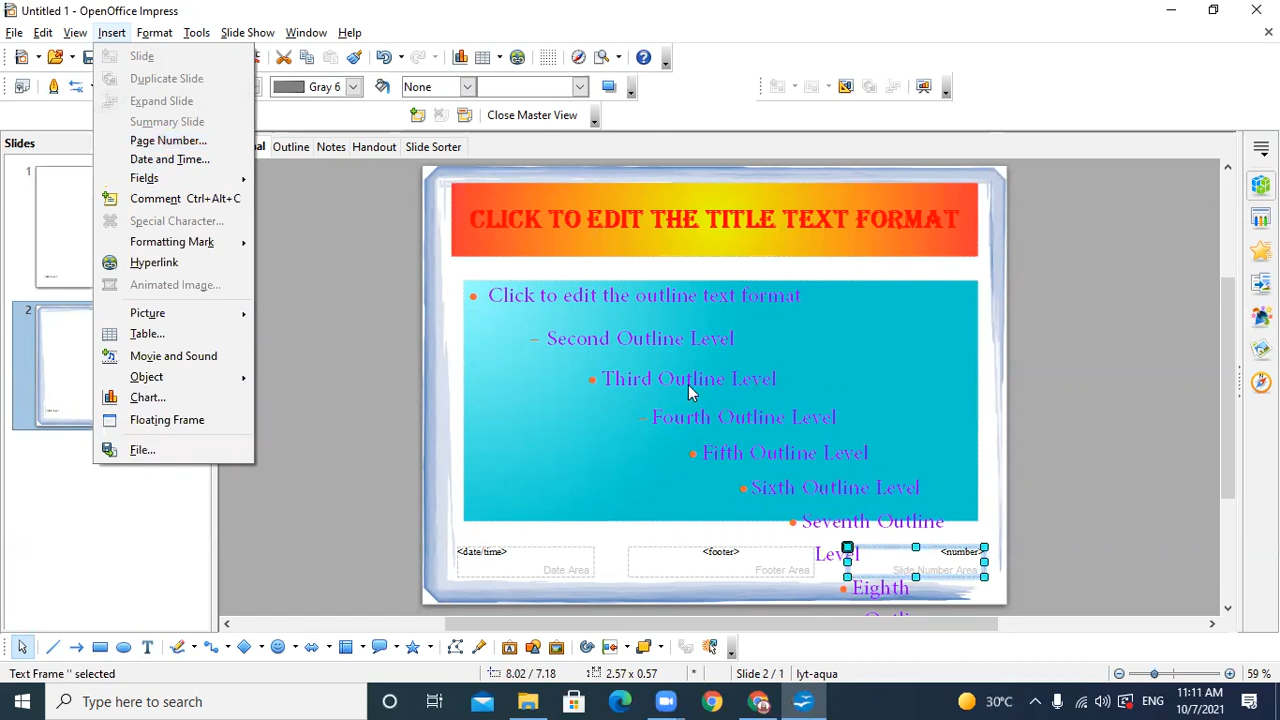 Untitled 1 - OpenOffice Impress
File Edit View Insert Format Tools Slide Show Window Help
Gray 6 None
Close Master View
Slides
Outline Notes Handout Slide Sorter
Slide
Duplicate Slide
Expand Slide
Summary Slide
Page Number...
Date and Time...
Fields
Comment Ctrl+Alt+C
Special Character...
Formatting Mark
Hyperlink
Animated Image...
Picture
Table...
Movie and Sound
Object
Chart...
Floating Frame
File...
1
2
CLICK TO EDIT THE TITLE TEXT FORMAT
Click to edit the outline text format
– Second Outline Level
Third Outline Level
– Fourth Outline Level
Fifth Outline Level
Sixth Outline Level
Seventh Outline
Level
Eighth
<date/time> <footer> <number>
Date Area Footer Area Slide Number Area
Text Frame '' selected 8.02 / 7.18 2.57 x 0.57 * Slide 2 / 1 lyt-aqua 59 %
Type here to search
30°C ENG
11:11 AM
10/7/2021